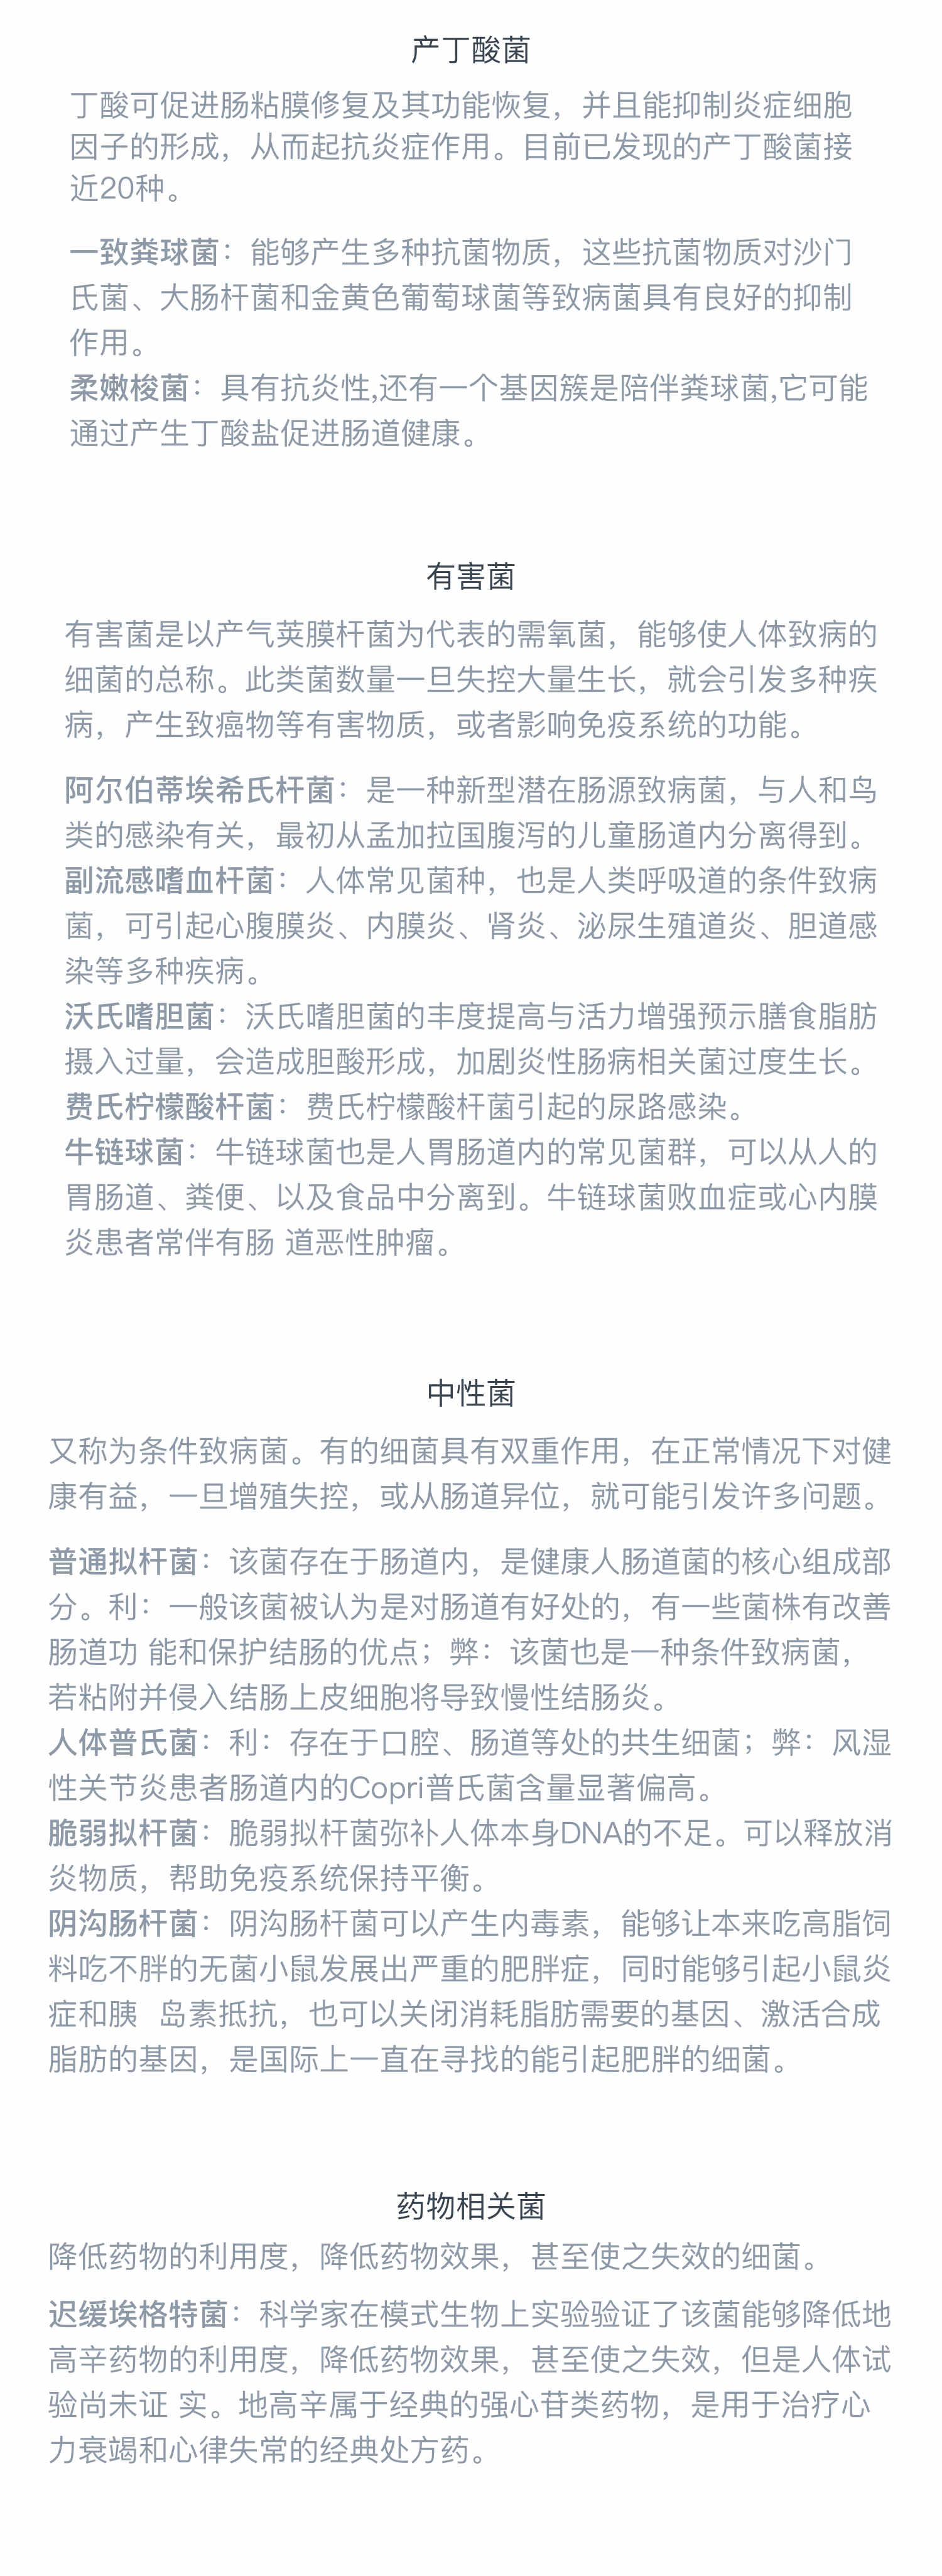 产丁酸菌
丁酸可促进肠粘膜修复及其功能恢复，并且能抑制炎症细胞
因子的形成，从而起抗炎症作用。目前已发现的产丁酸菌接
近20种。
一致粪球菌：能够产生多种抗菌物质，这些抗菌物质对沙门
氏菌、大肠杆菌和金黄色葡萄球菌等致病菌具有良好的抑制
作用。
柔嫩梭菌：具有抗炎性,还有一个基因簇是陪伴粪球菌,它可能
通过产生丁酸盐促进肠道健康。
有害菌
有害菌是以产气荚膜杆菌为代表的需氧菌，能够使人体致病的
细菌的总称。此类菌数量一旦失控大量生长，就会引发多种疾
病，产生致癌物等有害物质，或者影响免疫系统的功能。
阿尔伯蒂埃希氏杆菌：是一种新型潜在肠源致病菌，与人和鸟
类的感染有关，最初从孟加拉国腹泻的儿童肠道内分离得到。
副流感嗜血杆菌：人体常见菌种，也是人类呼吸道的条件致病
菌，可引起心腹膜炎、内膜炎、肾炎、泌尿生殖道炎、胆道感
染等多种疾病。
沃氏嗜胆菌：沃氏嗜胆菌的丰度提高与活力增强预示膳食脂肪
摄入过量，会造成胆酸形成，加剧炎性肠病相关菌过度生长。
费氏柠檬酸杆菌：费氏柠檬酸杆菌引起的尿路感染。
牛链球菌：牛链球菌也是人胃肠道内的常见菌群，可以从人的
胃肠道、粪便、以及食品中分离到。牛链球菌败血症或心内膜
炎患者常伴有肠 道恶性肿瘤。
中性菌
又称为条件致病菌。有的细菌具有双重作用，在正常情况下对健
康有益，一旦增殖失控，或从肠道异位，就可能引发许多问题。
普通拟杆菌：该菌存在于肠道内，是健康人肠道菌的核心组成部
分。利：一般该菌被认为是对肠道有好处的，有一些菌株有改善
肠道功 能和保护结肠的优点；弊：该菌也是一种条件致病菌，
若粘附并侵入结肠上皮细胞将导致慢性结肠炎。
人体普氏菌：利：存在于口腔、肠道等处的共生细菌；弊：风湿
性关节炎患者肠道内的Copri普氏菌含量显著偏高。
脆弱拟杆菌：脆弱拟杆菌弥补人体本身DNA的不足。可以释放消
炎物质，帮助免疫系统保持平衡。
阴沟肠杆菌：阴沟肠杆菌可以产生内毒素，能够让本来吃高脂饲
料吃不胖的无菌小鼠发展出严重的肥胖症，同时能够引起小鼠炎
症和胰  岛素抵抗，也可以关闭消耗脂肪需要的基因、激活合成
脂肪的基因，是国际上一直在寻找的能引起肥胖的细菌。
药物相关菌
降低药物的利用度，降低药物效果，甚至使之失效的细菌。
迟缓埃格特菌：科学家在模式生物上实验验证了该菌能够降低地
高辛药物的利用度，降低药物效果，甚至使之失效，但是人体试
验尚未证 实。地高辛属于经典的强心苷类药物，是用于治疗心
力衰竭和心律失常的经典处方药。